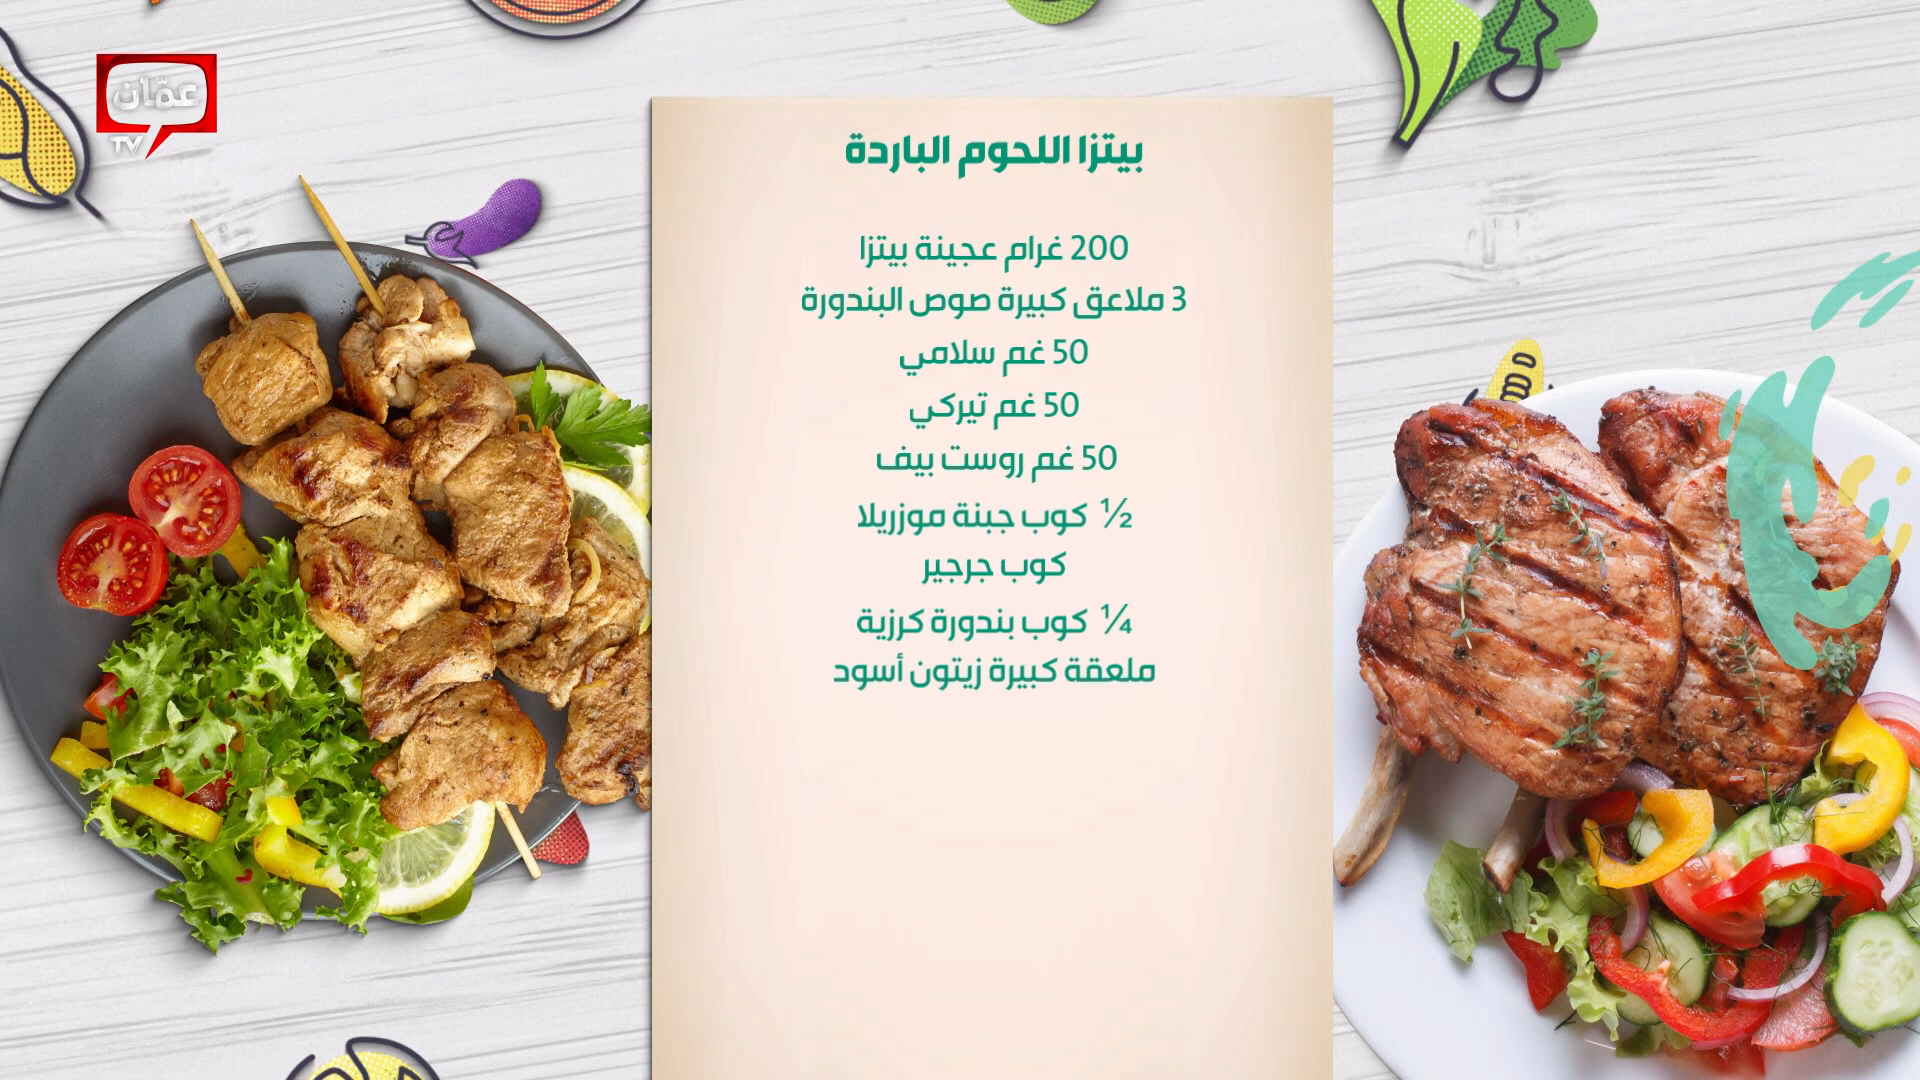 عمّان
TV
بيتزا اللحوم الباردة
200 غرام عجينة بيتزا
3 ملاعق كبيرة صوص البندورة
50 غم سلامي
50 غم تيركي
50 غم روست بيف
½ كوب جبنة موزريلا
كوب جرجير
¼ كوب بندورة كرزية
ملعقة كبيرة زيتون أسود